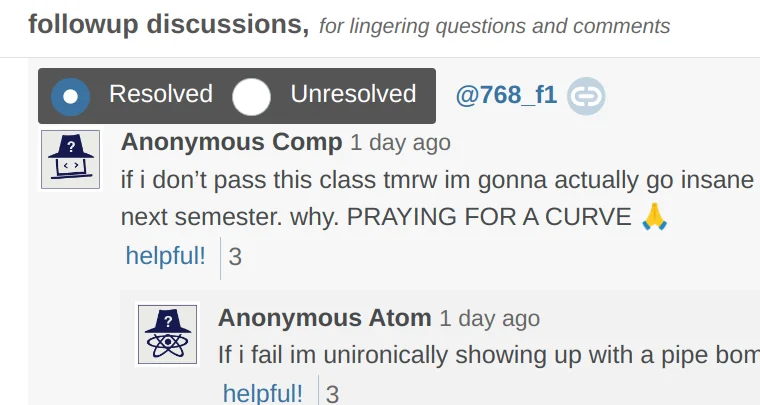 followup discussions, for lingering questions and comments
Resolved Unresolved @768_f1
Anonymous Comp 1 day ago
if i don’t pass this class tmrw im gonna actually go insane
next semester. why. PRAYING FOR A CURVE 🙏
helpful! 3
Anonymous Atom 1 day ago
If i fail im unironically showing up with a pipe bom
helpful! 3